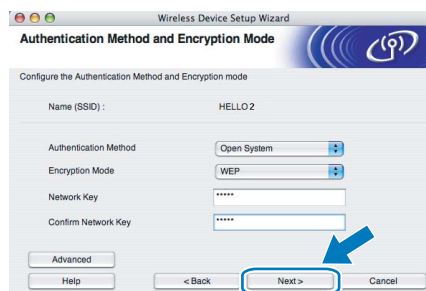 Wireless Device Setup Wizard
Authentication Method and Encryption Mode
Configure the Authentication Method and Encryption mode
Name (SSID) : HELLO 2
Authentication Method Open System
Encryption Mode WEP
Network Key *****
Confirm Network Key *****
Advanced
Help < Back Next > Cancel